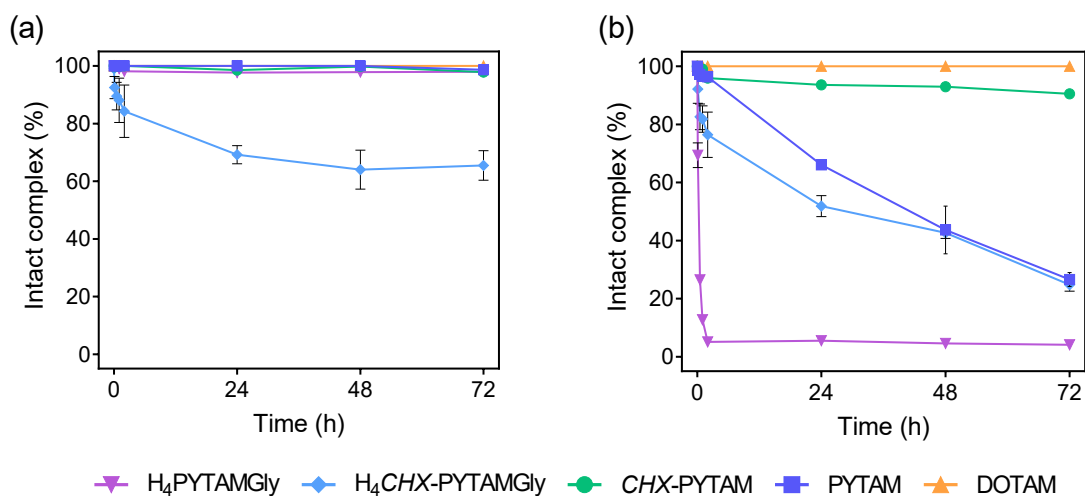 (a)
(b)
Intact complex (%)
100
80
60
40
20
0
0 24 48 72
Time (h)
Intact complex (%)
100
80
60
40
20
0
0 24 48 72
Time (h)
H₄PYTAMGly H₄CHX-PYTAMGly CHX-PYTAM PYTAM DOTAM